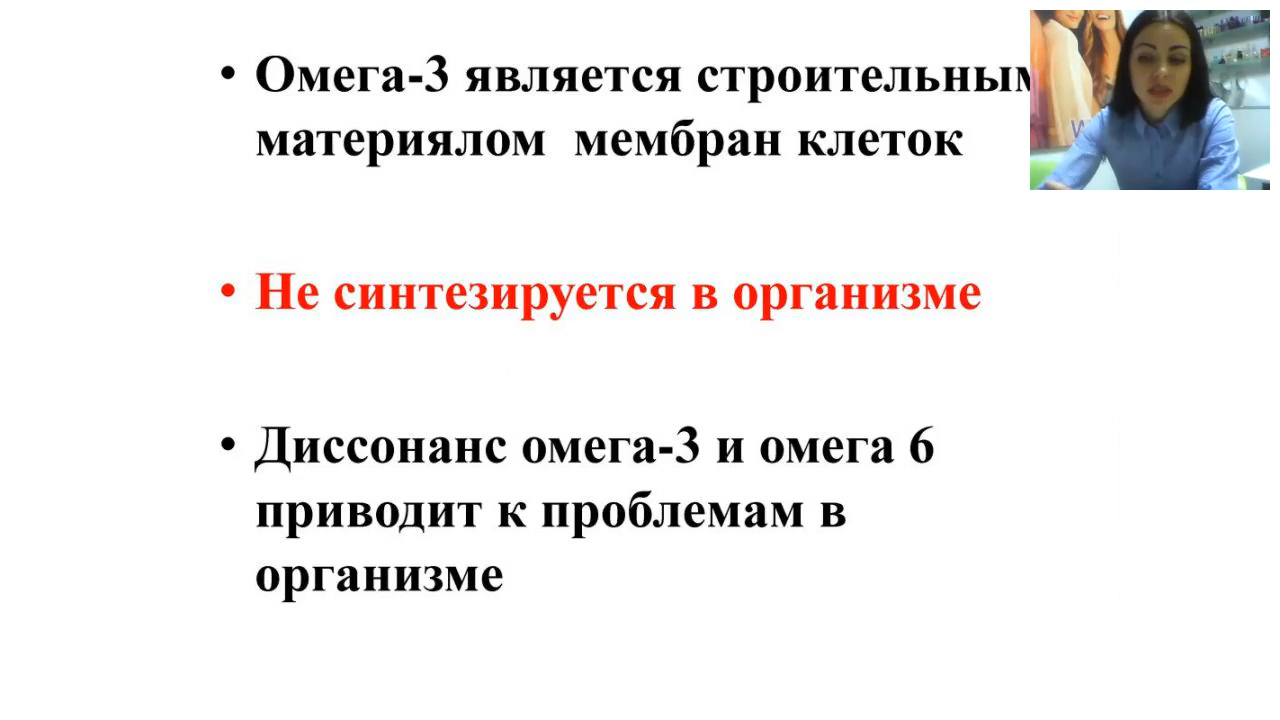 • Омега-3 является строительным
материялом мембран клеток
• Не синтезируется в организме
• Диссонанс омега-3 и омега 6
приводит к проблемам в
организме